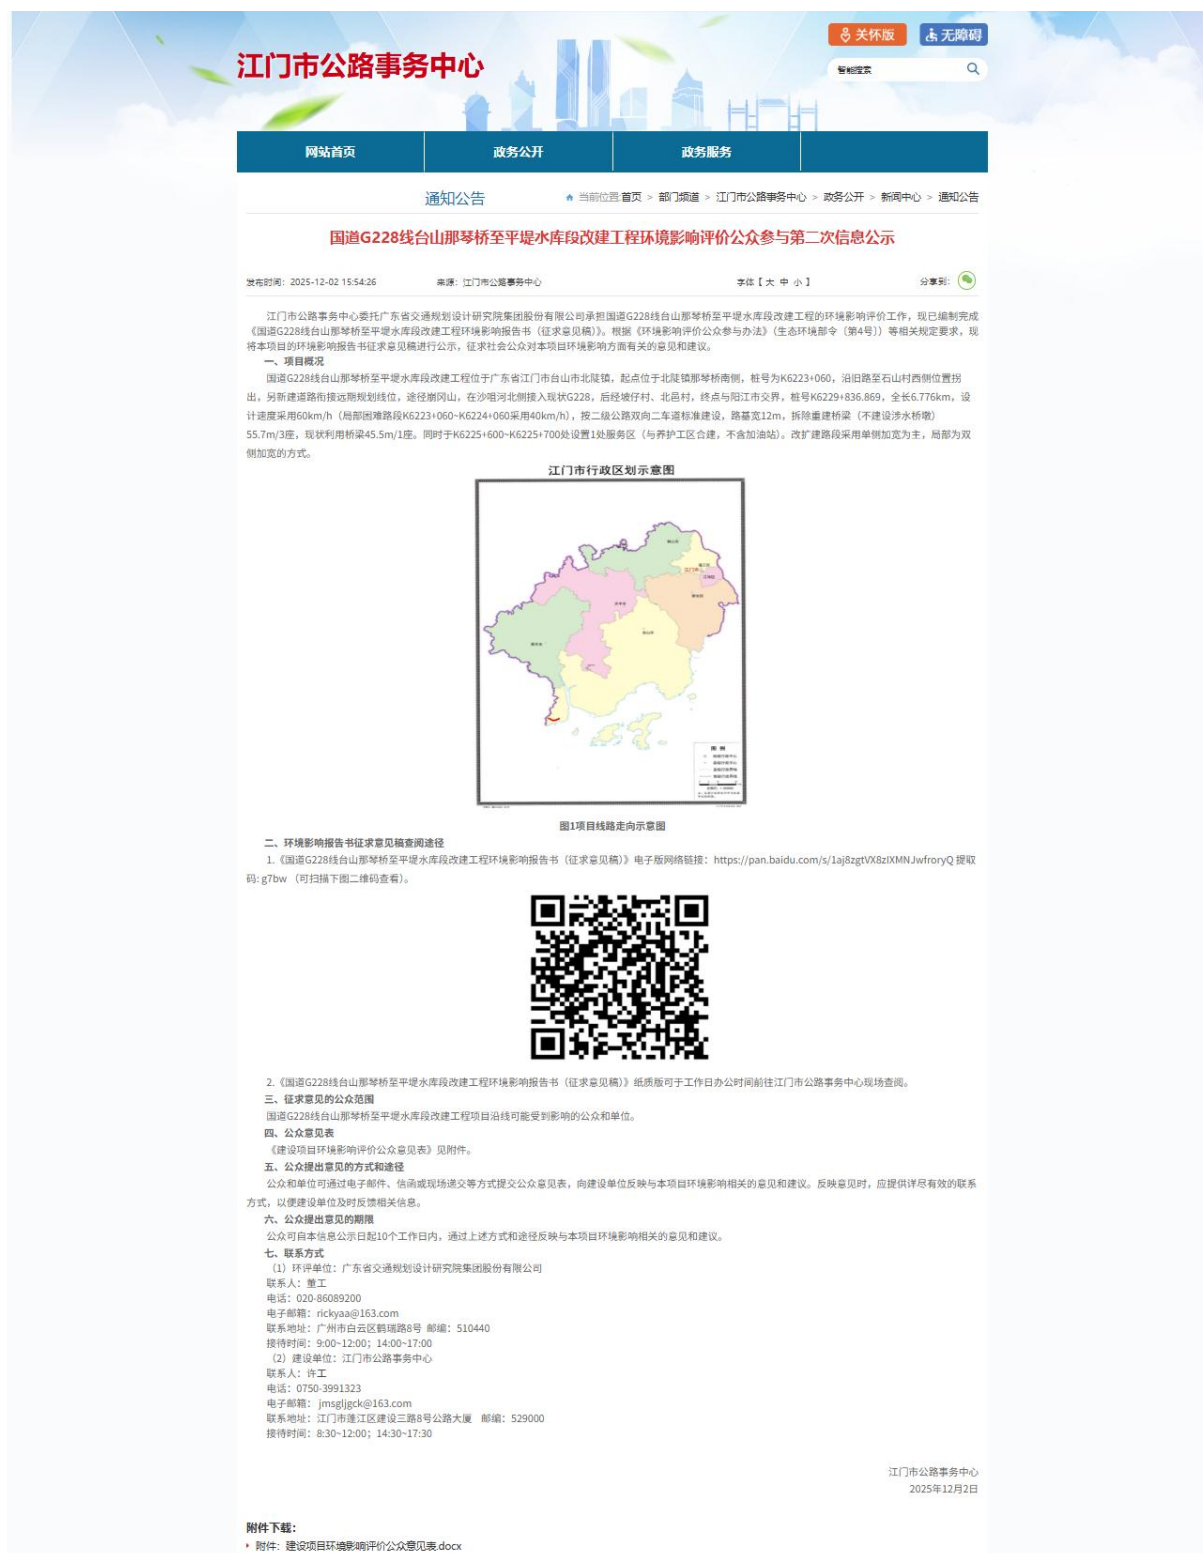 江门市公路事务中心
关怀版
无障碍
智能搜索
网站首页
政务公开
政务服务
通知公告
当前位置:首页 > 部门频道 > 江门市公路事务中心 > 政务公开 > 新闻中心 > 通知公告
国道G228线台山那琴桥至平堤水库段改建工程环境影响评价公众参与第二次信息公示
发布时间：2025-12-02 15:54:26
来源：江门市公路事务中心
字体【 大 中 小 】
分享到：
江门市公路事务中心委托广东省交通规划设计研究院集团股份有限公司承担国道G228线台山那琴桥至平堤水库段改建工程的环境影响评价工作，现已编制完成
《国道G228线台山那琴桥至平堤水库段改建工程环境影响报告书（征求意见稿）》。根据《环境影响评价公众参与办法》（生态环境部令（第4号））等相关规定要求，现
将本项目的环境影响报告书征求意见稿进行公示，征求社会公众对本项目环境影响方面有关的意见和建议。
一、项目概况
国道G228线台山那琴桥至平堤水库段改建工程位于广东省江门市台山市北陡镇，起点位于北陡镇那琴桥南侧，桩号为K6223+060，沿旧路至石山村西侧位置拐
出，另新建道路衔接远期规划线位，途径崩冈山，在沙咀河北侧接入现状G228，后经坡仔村、北邑村，终点与阳江市交界，桩号K6229+836.869，全长6.776km，设
计速度采用60km/h（局部困难路段K6223+060~K6224+060采用40km/h），按二级公路双向二车道标准建设，路基宽12m，拆除重建桥梁（不建设涉水桥墩）
55.7m/3座，现状利用桥梁45.5m/1座。同时于K6225+600~K6225+700处设置1处服务区（与养护工区合建，不含加油站）。改扩建路段采用单侧加宽为主，局部为双
侧加宽的方式。
江门市行政区划示意图
江门市
图 例
图1项目线路走向示意图
二、环境影响报告书征求意见稿查阅途径
1.《国道G228线台山那琴桥至平堤水库段改建工程环境影响报告书（征求意见稿）》电子版网络链接：https://pan.baidu.com/s/1aj8zgtVX8zlXMNJwfroryQ 提取
码: g7bw （可扫描下图二维码查看）。
2.《国道G228线台山那琴桥至平堤水库段改建工程环境影响报告书（征求意见稿）》纸质版可于工作日办公时间前往江门市公路事务中心现场查阅。
三、征求意见的公众范围
国道G228线台山那琴桥至平堤水库段改建工程项目沿线可能受到影响的公众和单位。
四、公众意见表
《建设项目环境影响评价公众意见表》见附件。
五、公众提出意见的方式和途径
公众和单位可通过电子邮件、信函或现场递交等方式提交公众意见表，向建设单位反映与本项目环境影响相关的意见和建议。反映意见时，应提供详尽有效的联系
方式，以便建设单位及时反馈相关信息。
六、公众提出意见的期限
公众可自本信息公示日起10个工作日内，通过上述方式和途径反映与本项目环境影响相关的意见和建议。
七、联系方式
（1）环评单位：广东省交通规划设计研究院集团股份有限公司
联系人：董工
电话：020-86089200
电子邮箱：rickyaa@163.com
联系地址：广州市白云区鹤瑞路8号 邮编：510440
接待时间：9:00~12:00；14:00~17:00
（2）建设单位：江门市公路事务中心
联系人：许工
电话：0750-3991323
电子邮箱： jmsgljgck@163.com
联系地址：江门市蓬江区建设三路8号公路大厦 邮编：529000
接待时间：8:30~12:00；14:30~17:30
江门市公路事务中心
2025年12月2日
附件下载：
附件：建设项目环境影响评价公众意见表.docx